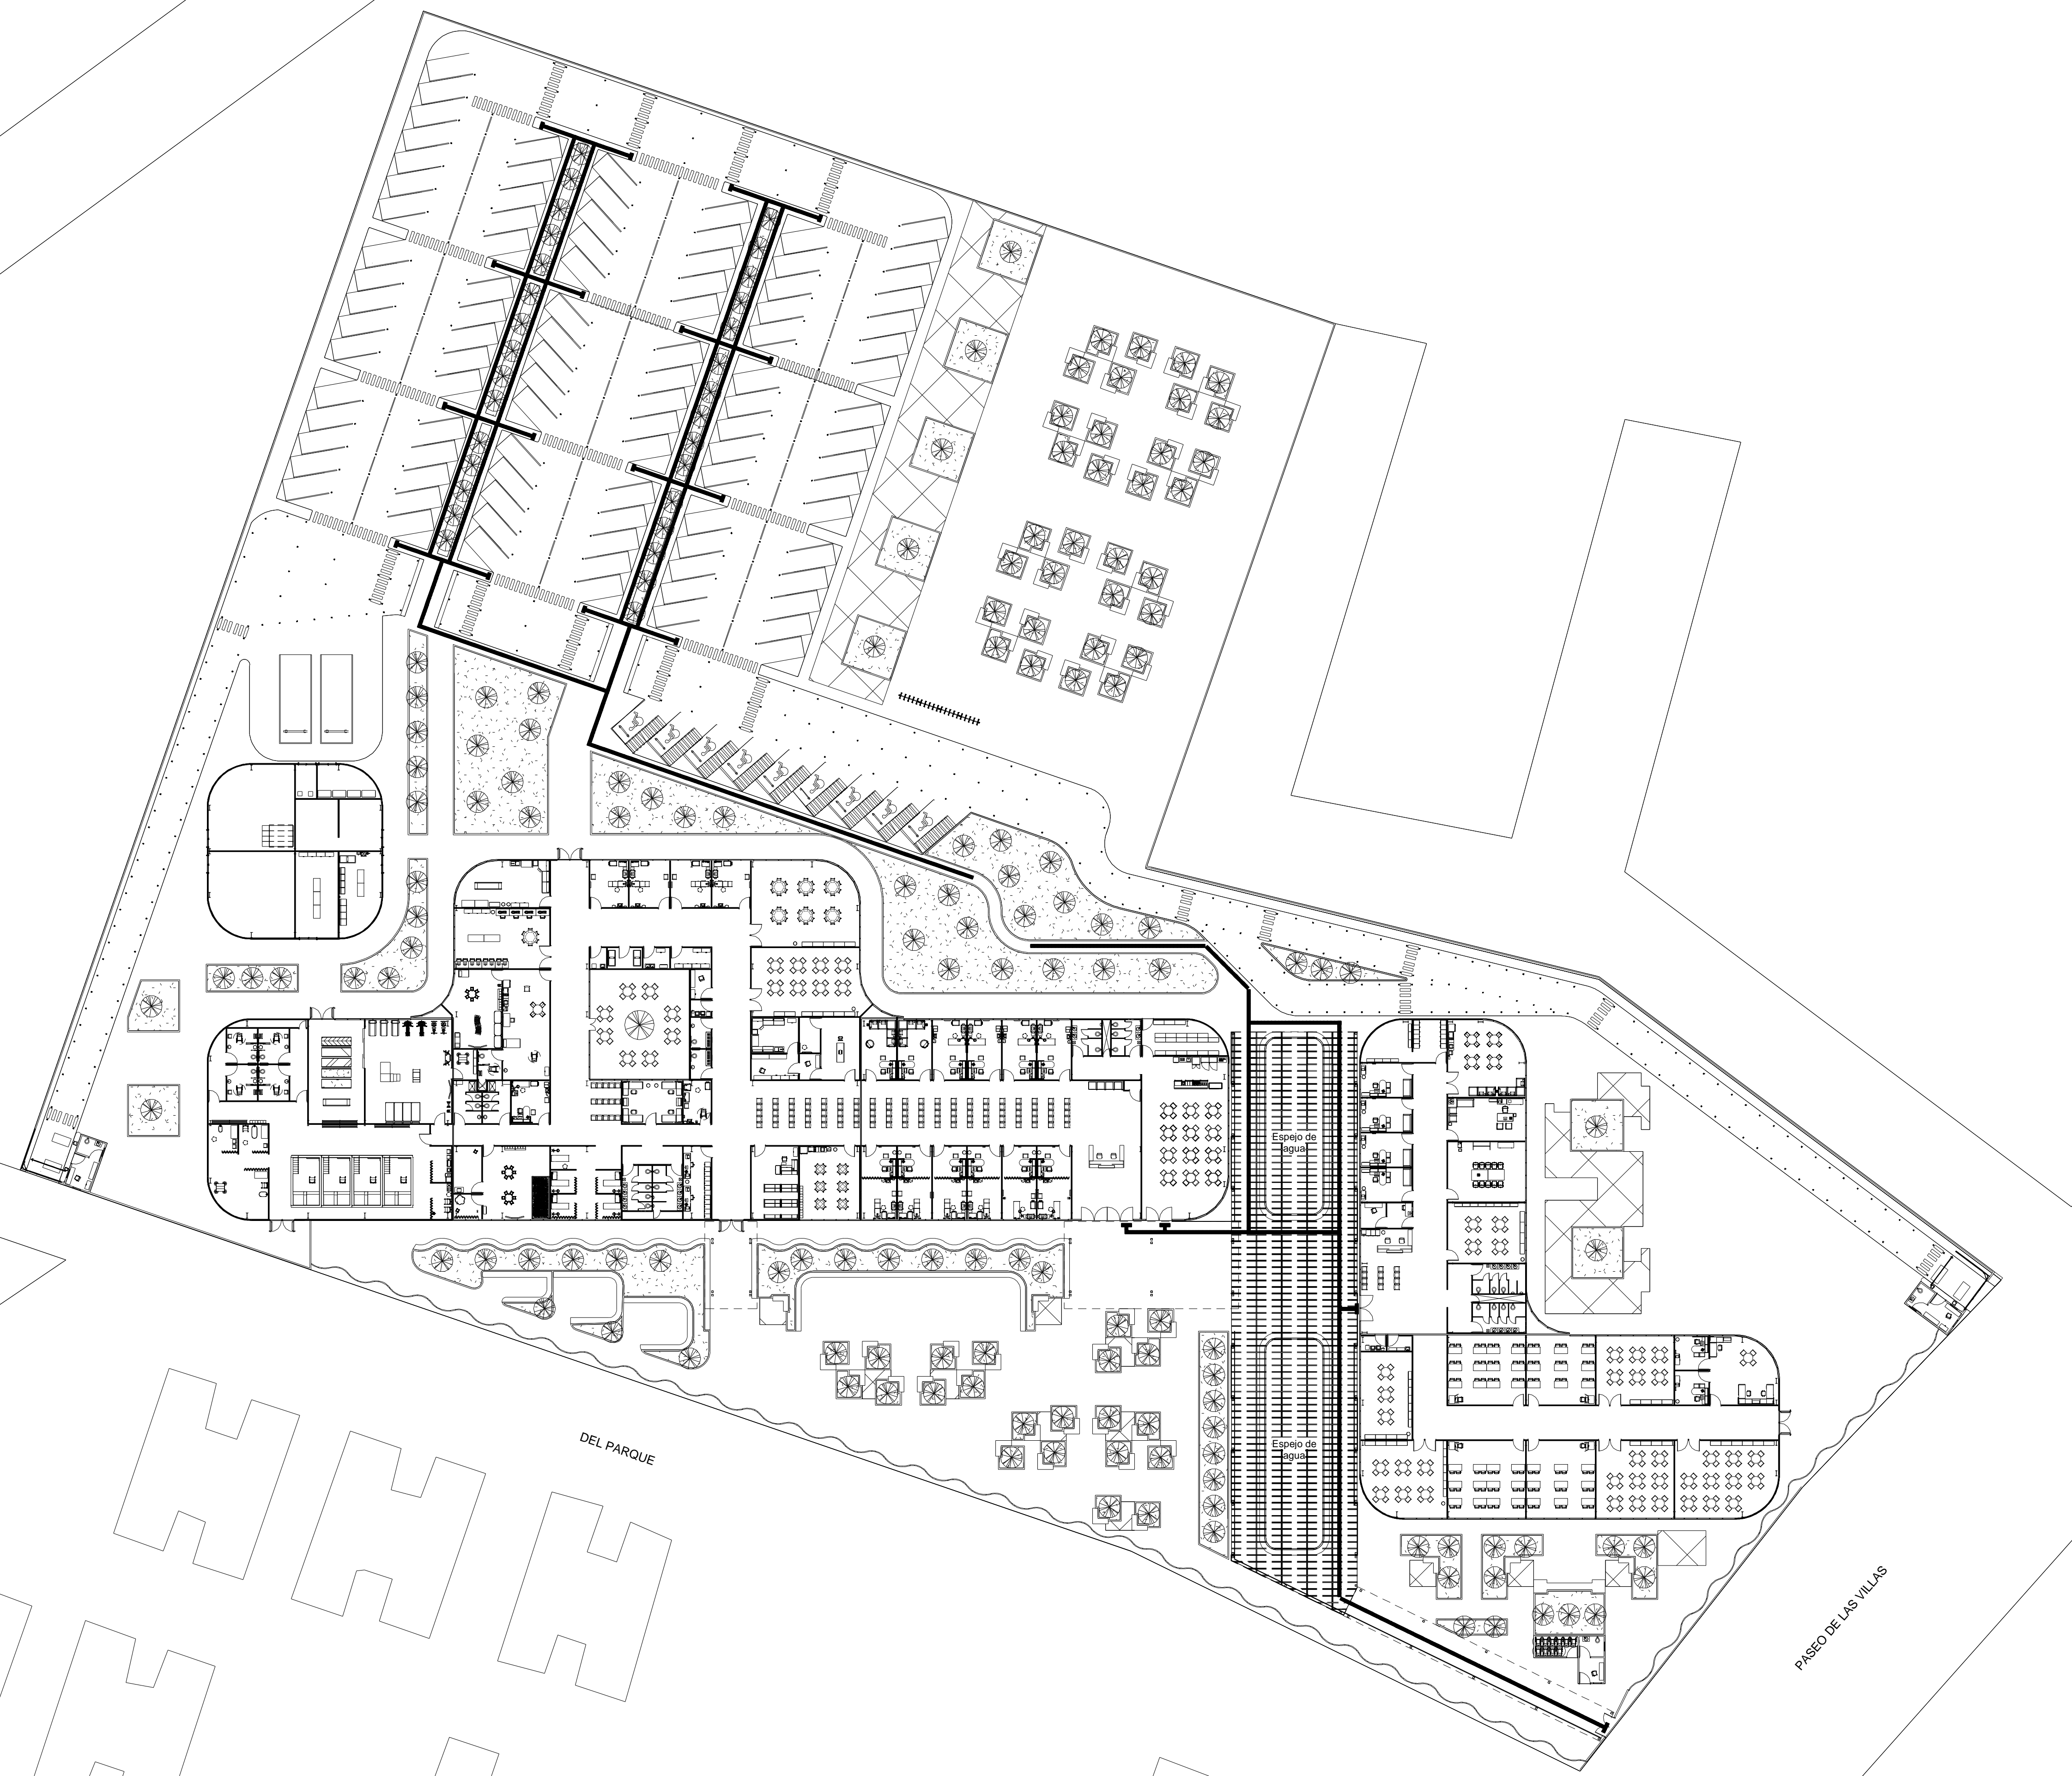 Espejo de
agua
Espejo de
agua
DEL PARQUE
PASEO DE LAS VILLAS